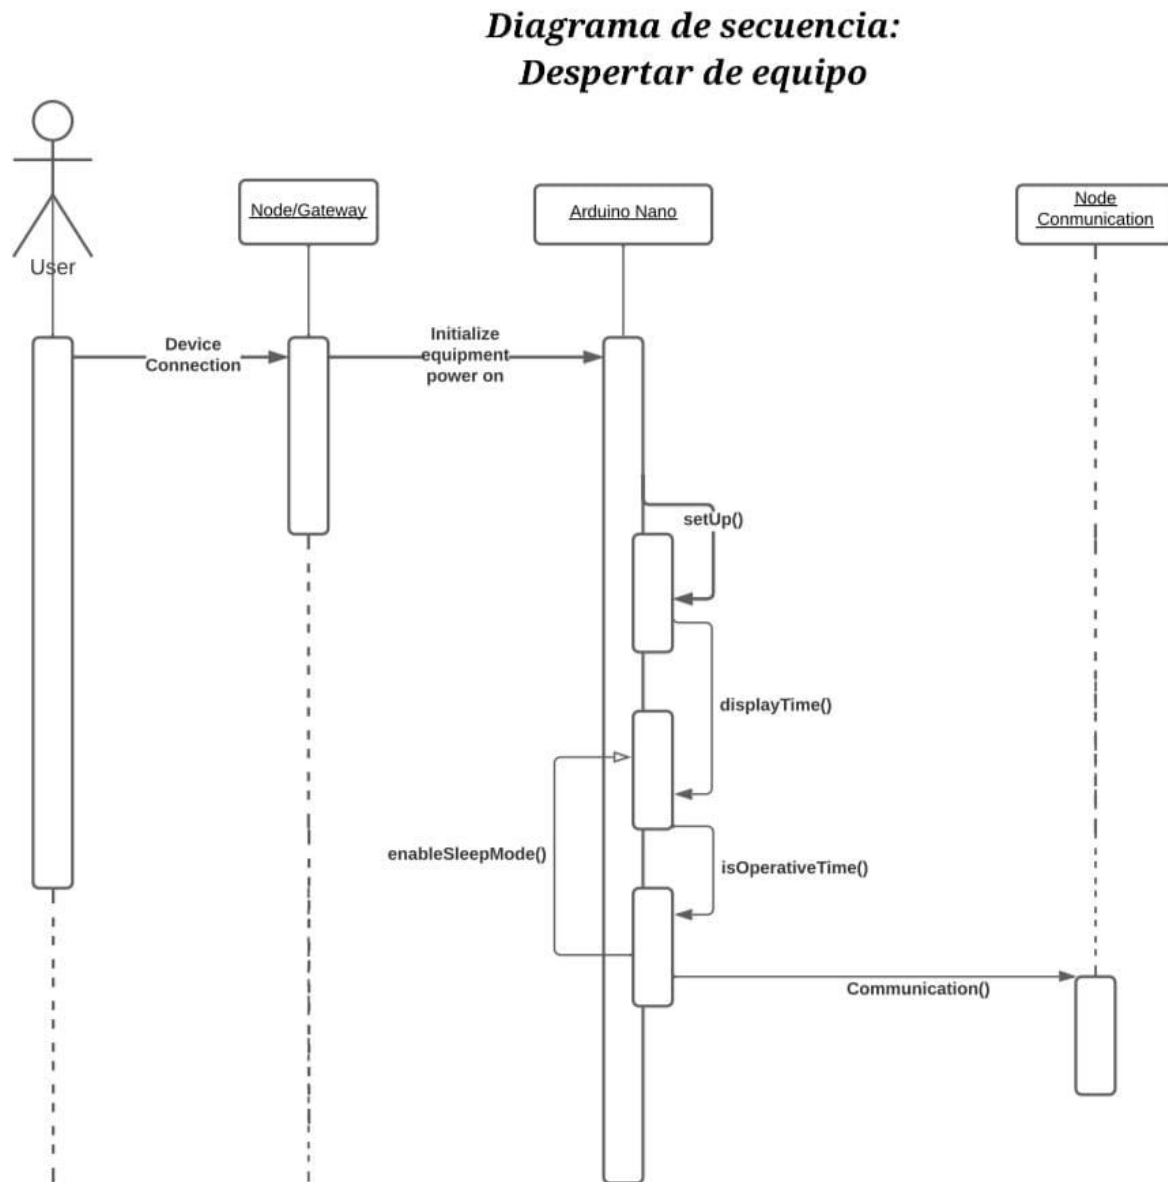 Diagrama de secuencia:
Despertar de equipo
User
Node/Gateway
Arduino Nano
Node
Conmunication
Device
Connection
Initialize
equipment
power on
setUp()
displayTime()
enableSleepMode()
isOperativeTime()
Communication()